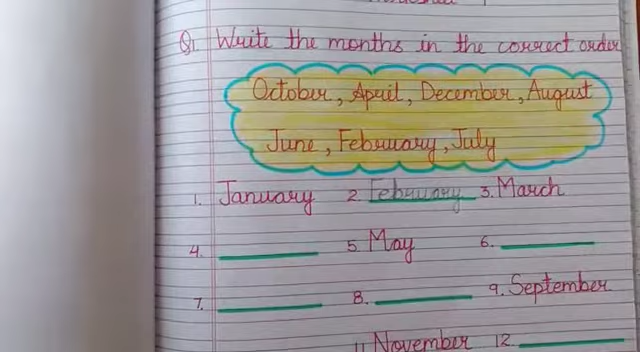 Q1. Write the months in the correct order
October, April, December, August
June, February, July
1. January 2. February 3. March
4. 5. May 6.
7. 8. 9. September
11 November 12.